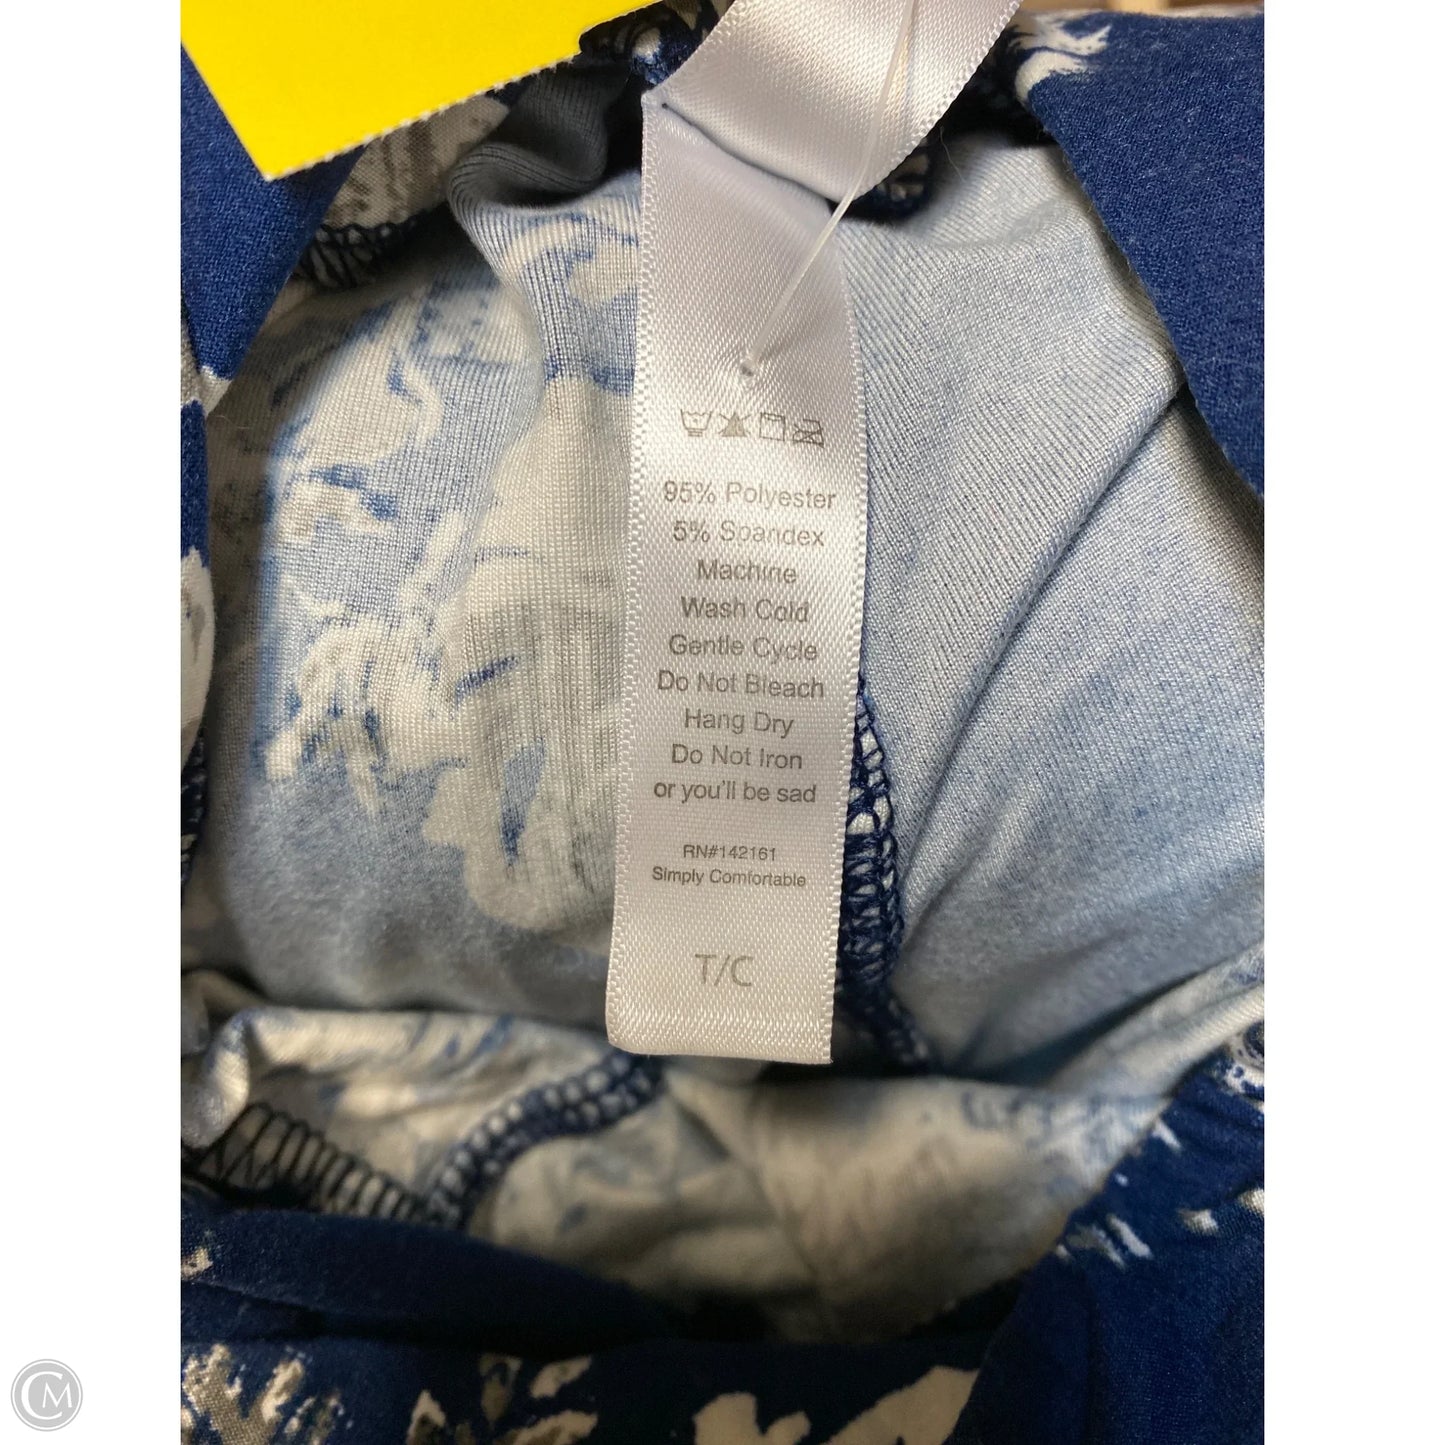 95% Polyester
5% Spandex
Machine
Wash Cold
Gentle Cycle
Do Not Bleach
Hang Dry
Do Not Iron
or you'll be sad
RN#142161
Simply Comfortable
T/C
CM